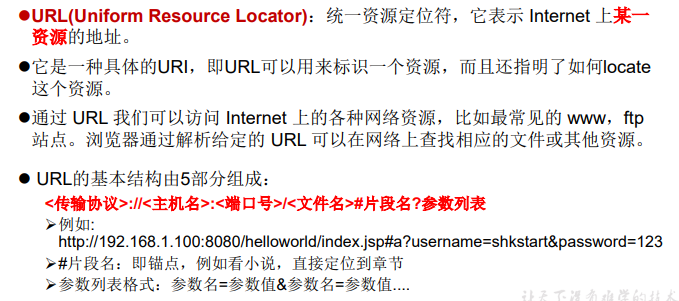 ●URL(Uniform Resource Locator)：统一资源定位符，它表示 Internet 上某一
资源的地址。
●它是一种具体的URI，即URL可以用来标识一个资源，而且还指明了如何locate
这个资源。
●通过 URL 我们可以访问 Internet 上的各种网络资源，比如最常见的 www，ftp
站点。浏览器通过解析给定的 URL 可以在网络上查找相应的文件或其他资源。
● URL的基本结构由5部分组成：
<传输协议>://<主机名>:<端口号>/<文件名>#片段名?参数列表
➢例如:
http://192.168.1.100:8080/helloworld/index.jsp#a?username=shkstart&password=123
➢#片段名：即锚点，例如看小说，直接定位到章节
➢参数列表格式：参数名=参数值&参数名=参数值....
让天下没有难学的技术